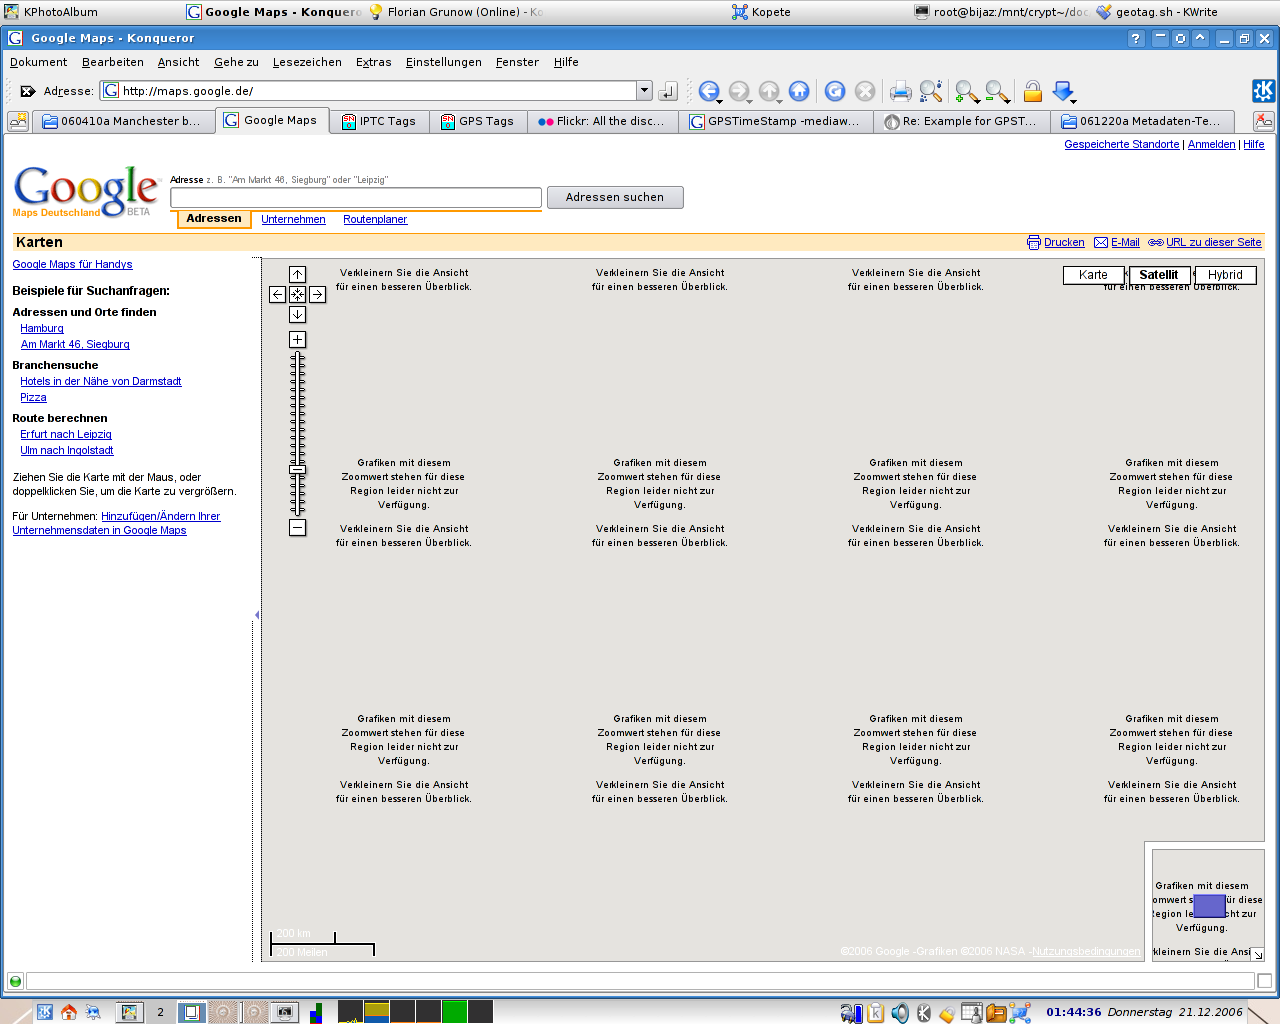 KPhotoAlbum
Google Maps - Konquero
Florian Grunow (Online) - Ko
Kopete
root@bijaz:/mnt/crypt~/doc
geotag.sh - KWrite
Google Maps - Konqueror
Dokument Bearbeiten Ansicht Gehe zu Lesezeichen Extras Einstellungen Fenster Hilfe
Adresse: http://maps.google.de/
060410a Manchester b...
Google Maps
IPTC Tags
GPS Tags
Flickr: All the disc...
GPSTimeStamp -mediaw...
Re: Example for GPST...
061220a Metadaten-Te...
Gespeicherte Standorte | Anmelden | Hilfe
Google
Maps Deutschland BETA
Adresse z. B. "Am Markt 46, Siegburg" oder "Leipzig"
Adressen suchen
Adressen Unternehmen Routenplaner
Karten
Drucken E-Mail URL zu dieser Seite
Google Maps für Handys
Beispiele für Suchanfragen:
Adressen und Orte finden
Hamburg
Am Markt 46, Siegburg
Branchensuche
Hotels in der Nähe von Darmstadt
Pizza
Route berechnen
Erfurt nach Leipzig
Ulm nach Ingolstadt
Ziehen Sie die Karte mit der Maus, oder
doppelklicken Sie, um die Karte zu vergrößern.
Für Unternehmen: Hinzufügen/Ändern Ihrer
Unternehmensdaten in Google Maps
Karte Satellit Hybrid
Verkleinern Sie die Ansicht Verkleinern Sie die Ansicht Verkleinern Sie die Ansicht
für einen besseren Überblick. für einen besseren Überblick. für einen besseren Überblick. für einen besseren Überblick.
Grafiken mit diesem Grafiken mit diesem Grafiken mit diesem Grafiken mit diesem
Zoomwert stehen für diese Zoomwert stehen für diese Zoomwert stehen für diese Zoomwert stehen für diese
Region leider nicht zur Region leider nicht zur Region leider nicht zur Region leider nicht zur
Verfügung. Verfügung. Verfügung. Verfügung.
Verkleinern Sie die Ansicht Verkleinern Sie die Ansicht Verkleinern Sie die Ansicht Verkleinern Sie die Ansicht
für einen besseren Überblick. für einen besseren Überblick. für einen besseren Überblick. für einen besseren Überblick.
Grafiken mit diesem Grafiken mit diesem Grafiken mit diesem Grafiken mit diesem
Zoomwert stehen für diese Zoomwert stehen für diese Zoomwert stehen für diese Zoomwert stehen für diese
Region leider nicht zur Region leider nicht zur Region leider nicht zur Region leider nicht zur
Verfügung. Verfügung. Verfügung. Verfügung.
Verkleinern Sie die Ansicht Verkleinern Sie die Ansicht Verkleinern Sie die Ansicht Verkleinern Sie die Ansicht
für einen besseren Überblick. für einen besseren Überblick. für einen besseren Überblick. für einen besseren Überblick.
Grafiken mit diesem
omwert s ür diese
Region le cht zur
Verfügung.
rkleinern Sie die Ansi
200 km
200 Meilen
©2006 Google -Grafiken ©2006 NASA -Nutzungsbedingungen
2
01:44:36 Donnerstag 21.12.2006